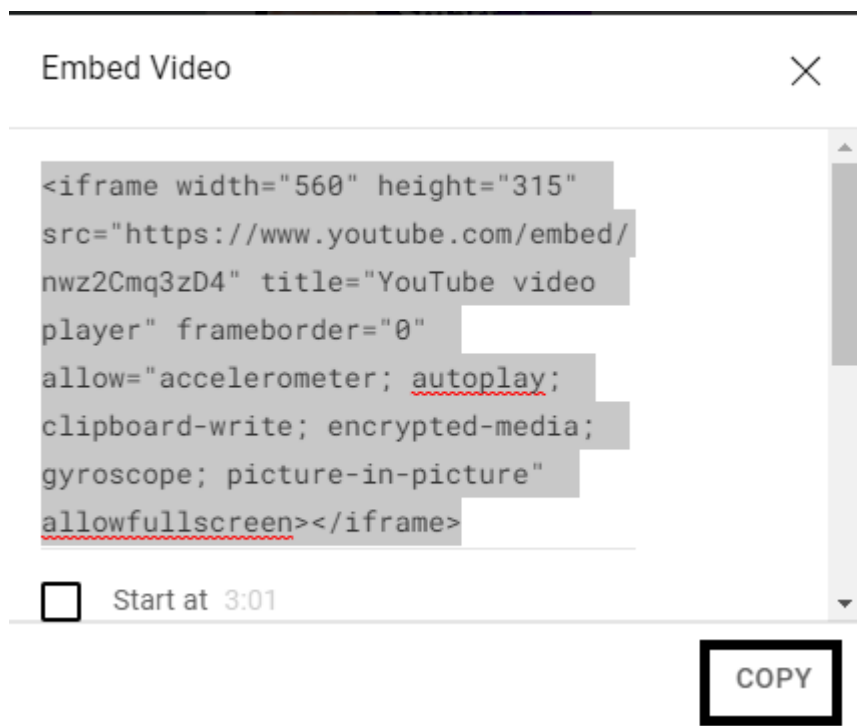 Embed Video
<iframe width="560" height="315"
src="https://www.youtube.com/embed/
nwz2Cmq3zD4" title="YouTube video
player" frameborder="0"
allow="accelerometer; autoplay;
clipboard-write; encrypted-media;
gyroscope; picture-in-picture"
allowfullscreen></iframe>
Start at 3:01
COPY